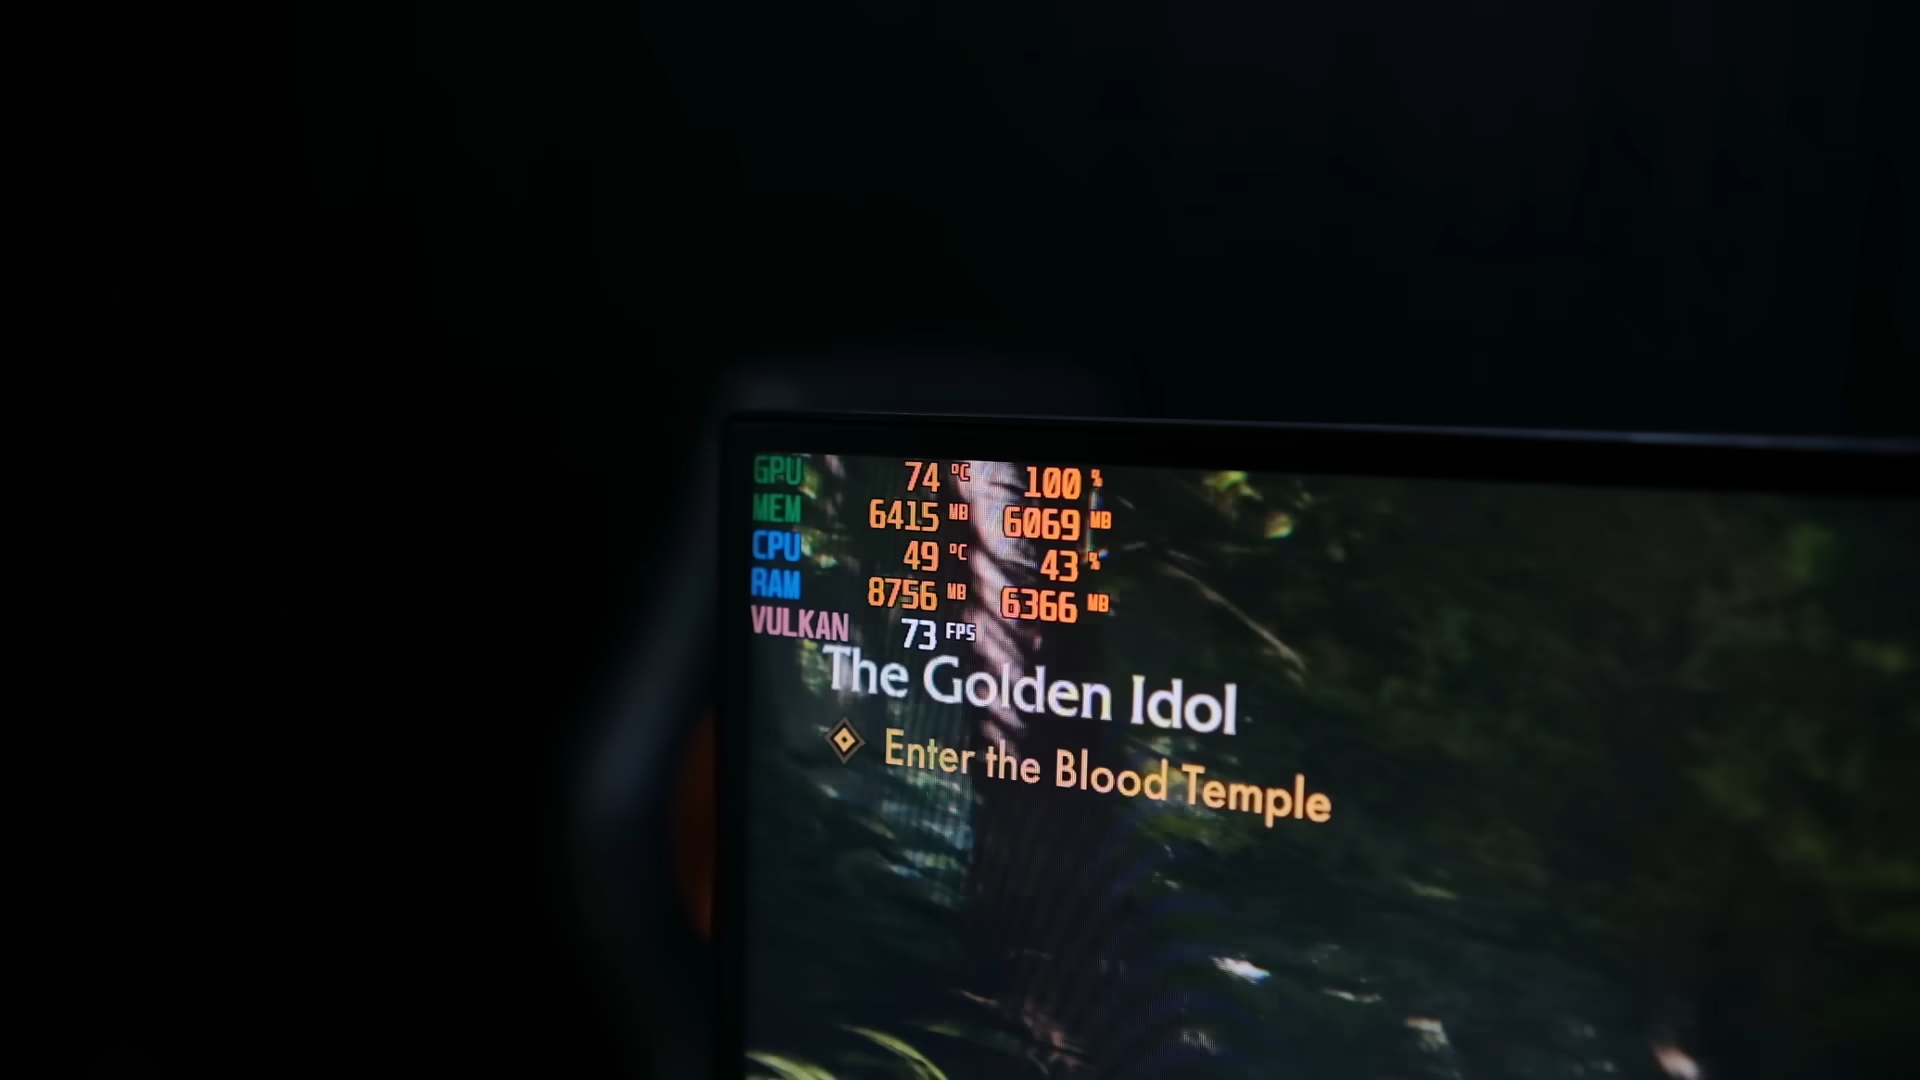 GPU 74 °C 100 %
MEM 6415 MB 6069 MB
CPU 49 °C 43 %
RAM 8756 MB 6366 MB
VULKAN 73 FPS
The Golden Idol
Enter the Blood Temple